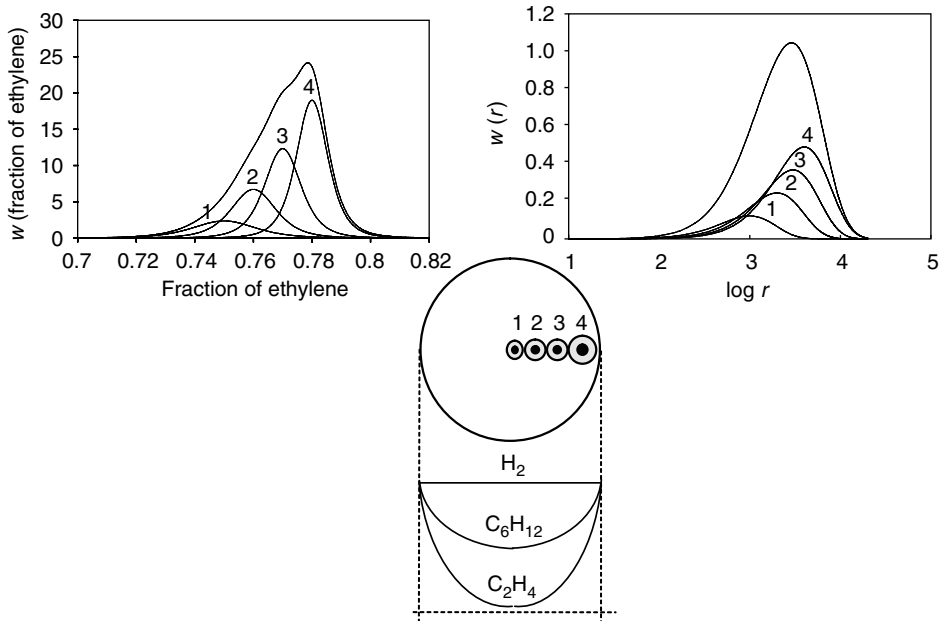 30
25
20
15
10
5
0
w (fraction of ethylene)
1
2
3
4
0.7 0.72 0.74 0.76 0.78 0.8 0.82
Fraction of ethylene
1.2
1.0
0.8
0.6
0.4
0.2
0
w (r)
4
3
2
1
1 2 3 4 5
log r
1 2 3 4
H₂
C₆H₁₂
C₂H₄